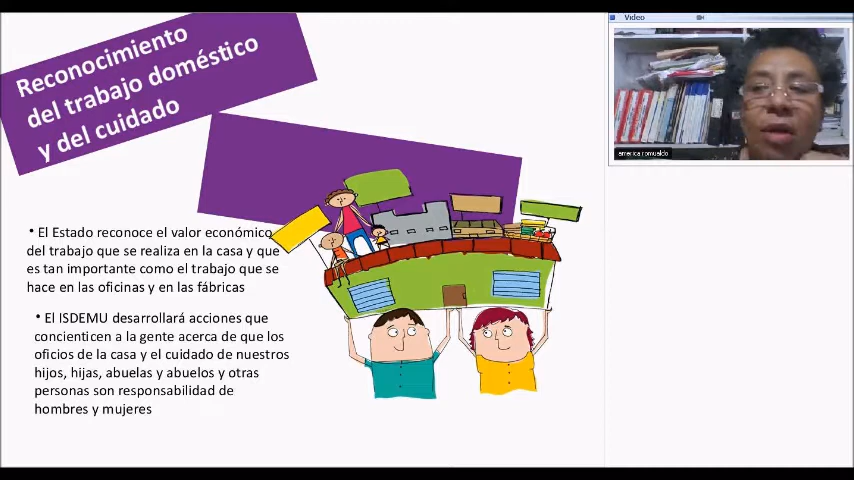 Reconocimiento
del trabajo doméstico
y del cuidado
• El Estado reconoce el valor económico
del trabajo que se realiza en la casa y que
es tan importante como el trabajo que se
hace en las oficinas y en las fábricas
• El ISDEMU desarrollará acciones que
concienticen a la gente acerca de que los
oficios de la casa y el cuidado de nuestros
hijos, hijas, abuelas y abuelos y otras
personas son responsabilidad de
hombres y mujeres
Video
america romualdo